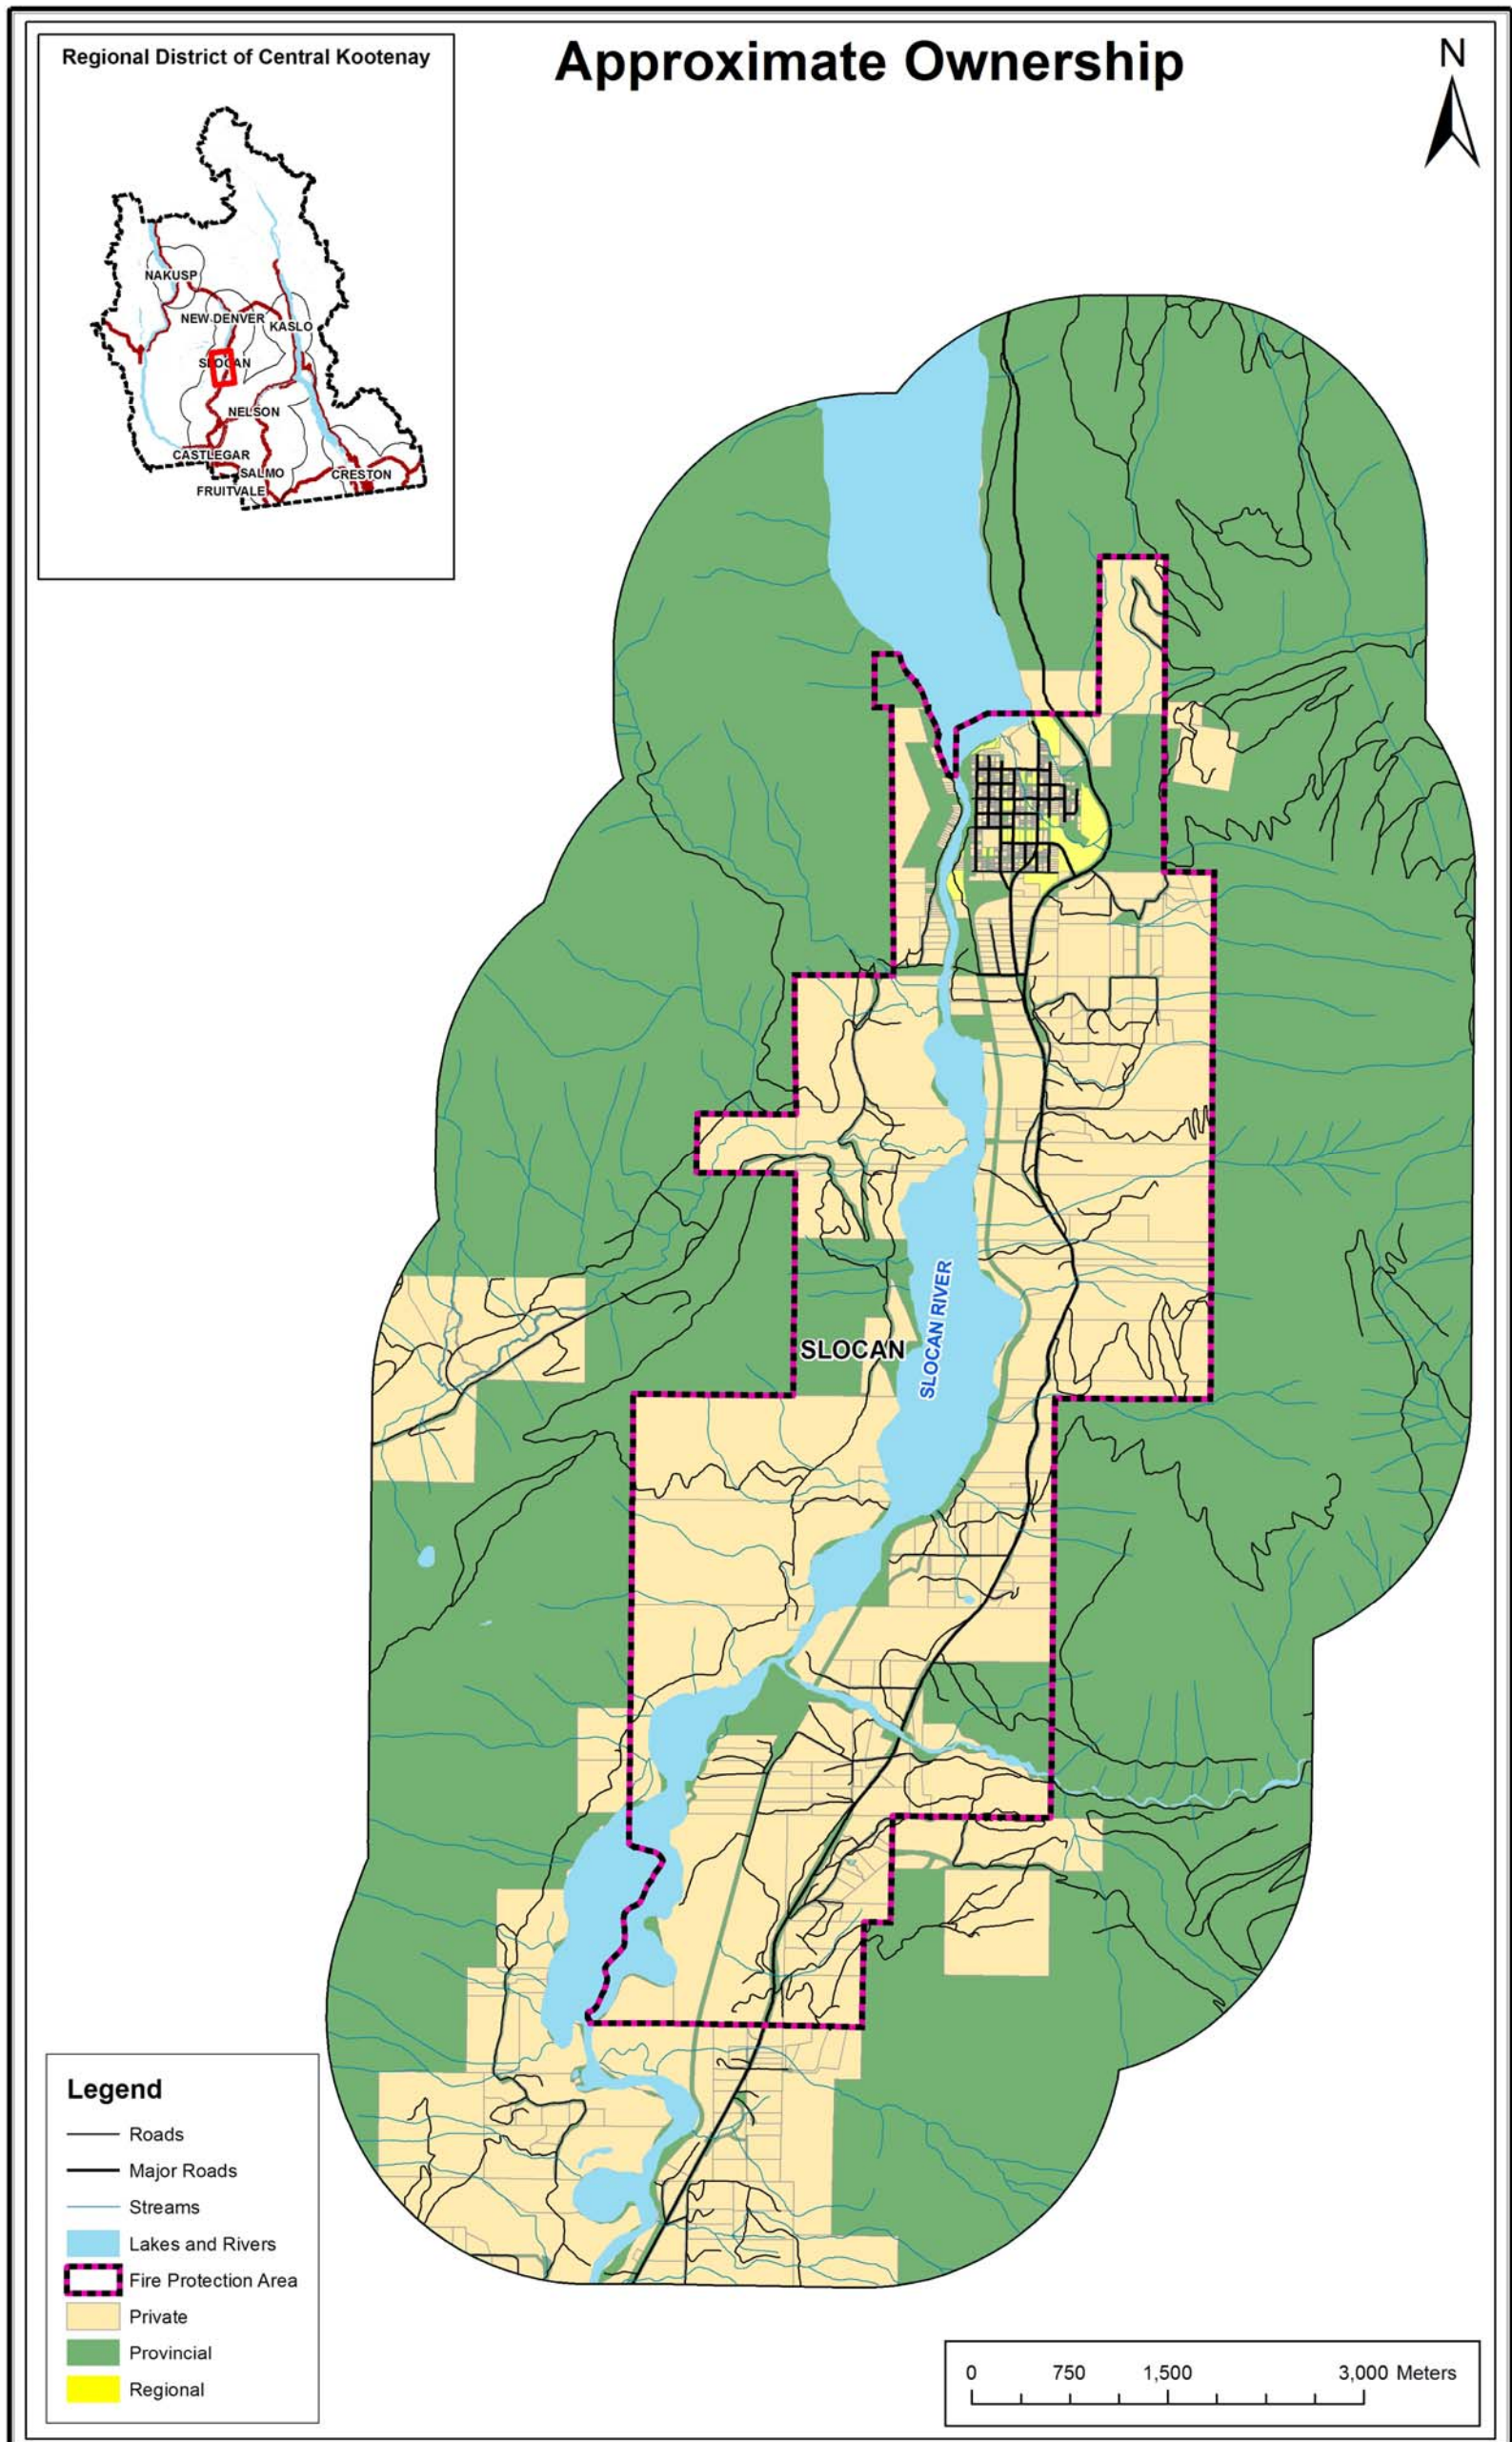 Approximate Ownership
N
Regional District of Central Kootenay
NAKUSP
NEW DENVER
KASLO
SLOCAN
NELSON
CASTLEGAR
SALMO
CRESTON
FRUITVALE
SLOCAN
SLOCAN RIVER
Legend
Roads
Major Roads
Streams
Lakes and Rivers
Fire Protection Area
Private
Provincial
Regional
0 750 1,500 3,000 Meters